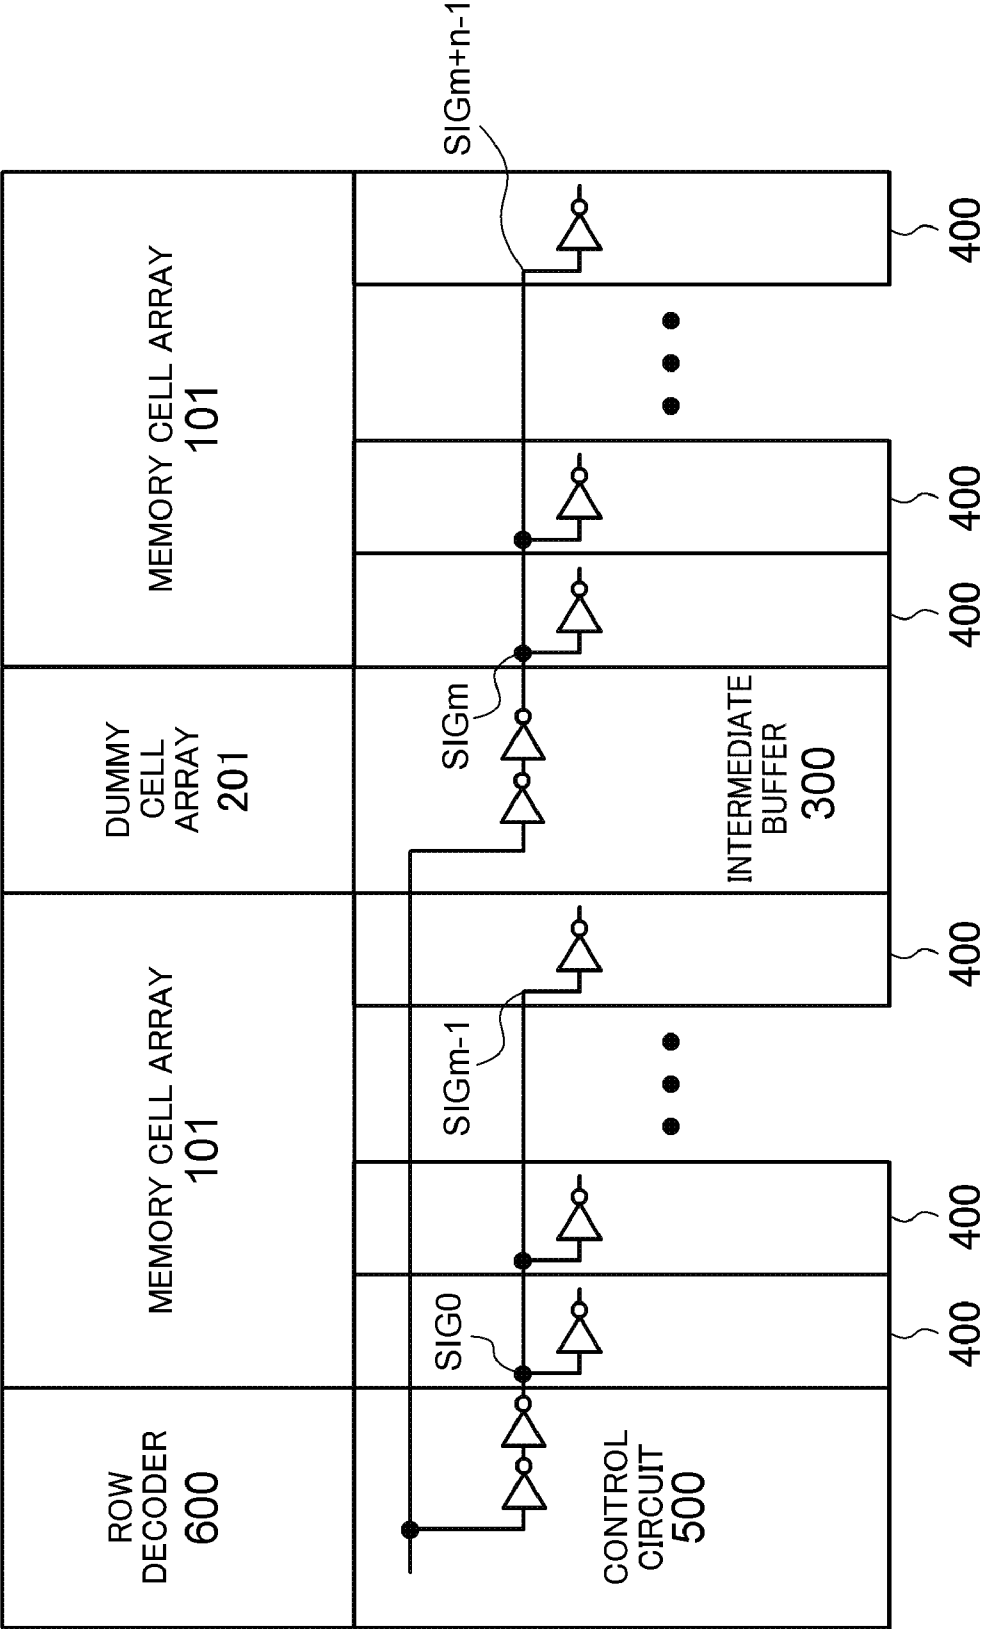 ROW
DECODER
600
MEMORY CELL ARRAY
101
DUMMY
CELL
ARRAY
201
MEMORY CELL ARRAY
101
SIG0
SIGm-1
SIGm
SIGm+n-1
CONTROL
CIRCUIT
500
INTERMEDIATE
BUFFER
300
400
400
400
400
400
400